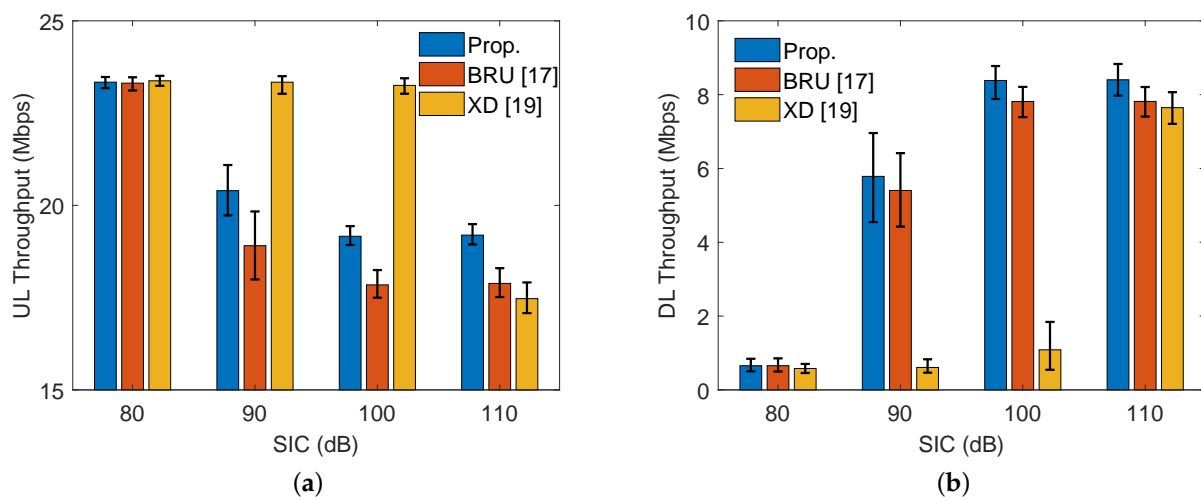 25
20
15
UL Throughput (Mbps)
Prop.
BRU [17]
XD [19]
80 90 100 110
SIC (dB)
(a)
10
8
6
4
2
0
DL Throughput (Mbps)
Prop.
BRU [17]
XD [19]
80 90 100 110
SIC (dB)
(b)